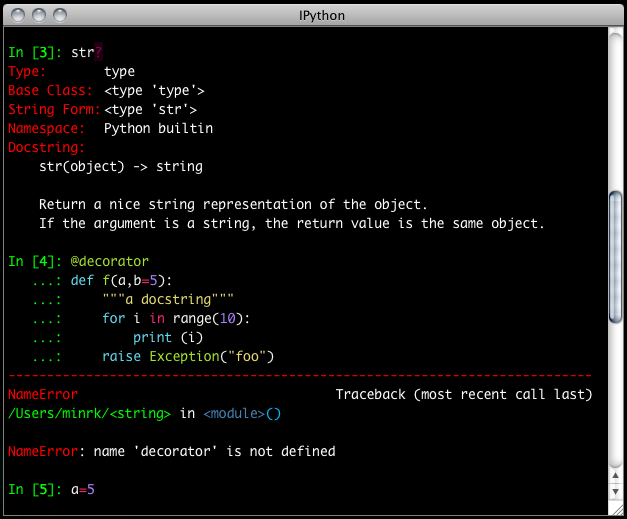 IPython
In [3]: str?
Type:       type
Base Class: <type 'type'>
String Form:<type 'str'>
Namespace:  Python builtin
Docstring:
    str(object) -> string
    Return a nice string representation of the object.
    If the argument is a string, the return value is the same object.
In [4]: @decorator
   ...: def f(a,b=5):
   ...:     """a docstring"""
   ...:     for i in range(10):
   ...:         print (i)
   ...:     raise Exception("foo")
---------------------------------------------------------------------------
NameError                                 Traceback (most recent call last)
/Users/minrk/<string> in <module>()
NameError: name 'decorator' is not defined
In [5]: a=5